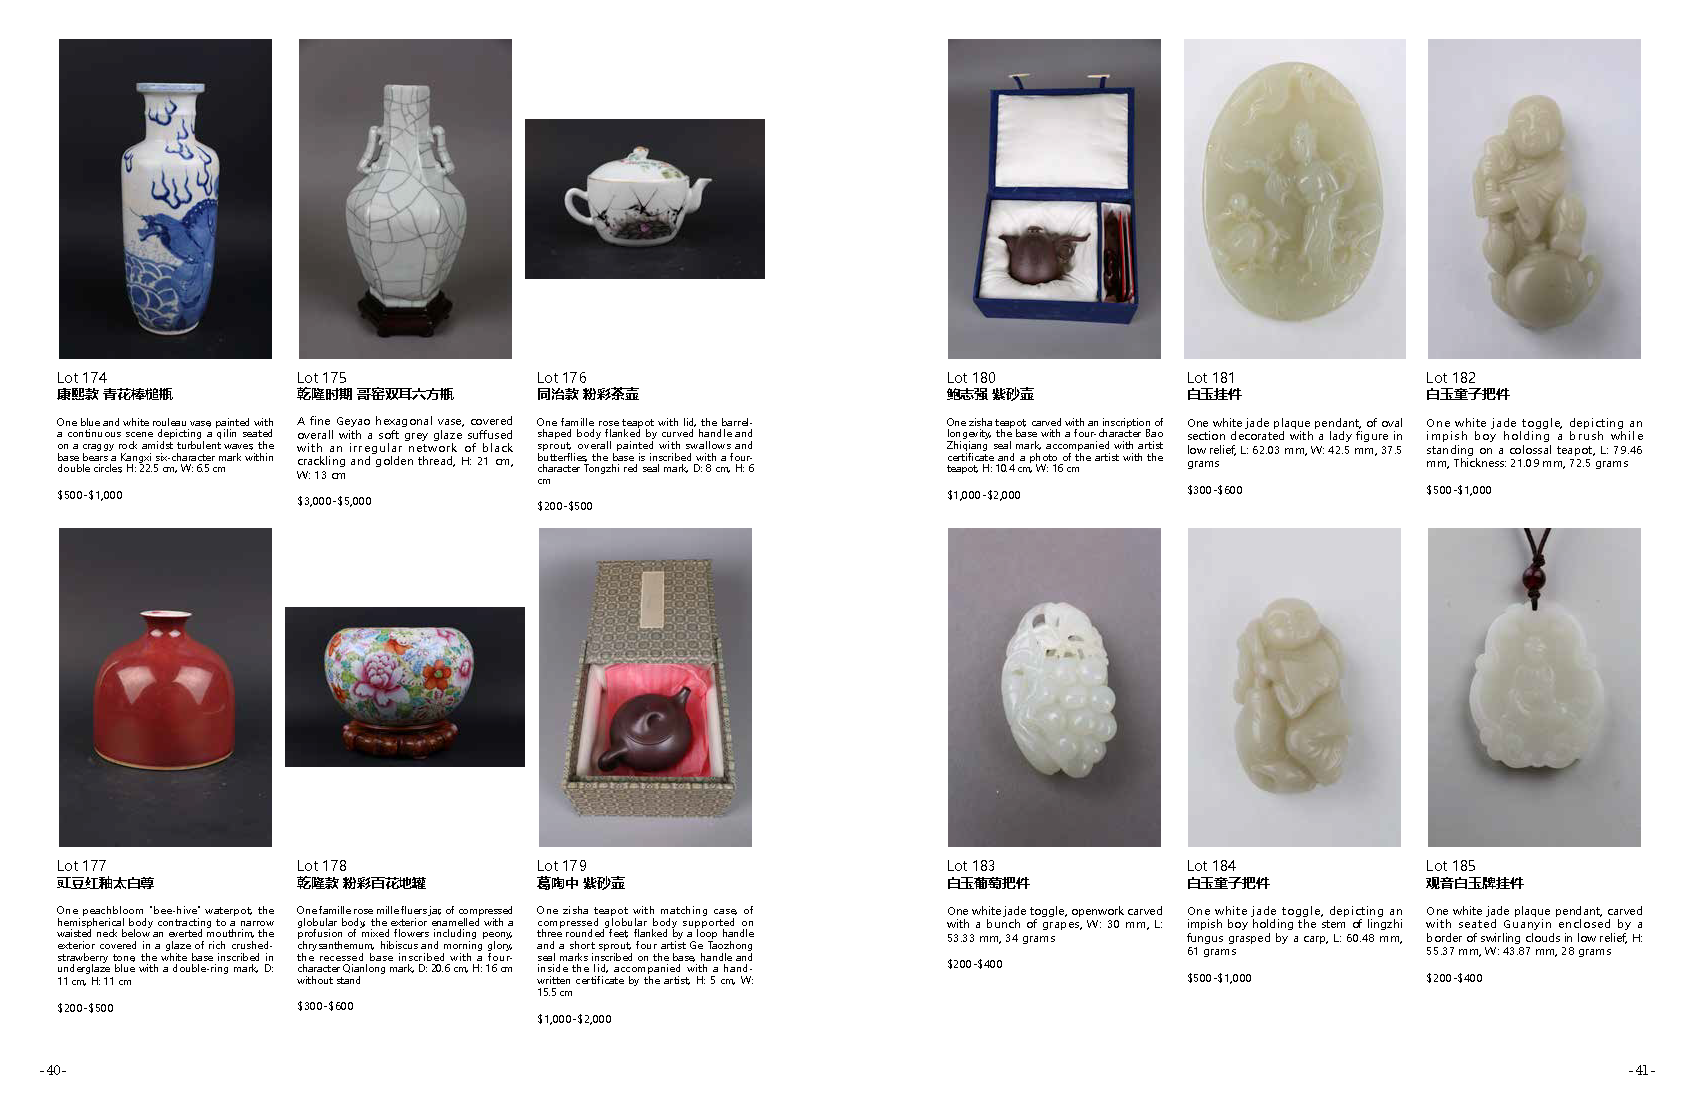 Lot 174
康熙款 青花棒槌瓶
One blue and white rouleau vase, painted with
a continuous scene depicting a qilin seated
on a craggy rock amidst turbulent waves, the
base bears a Kangxi six-character mark within
double circles, H: 22.5 cm, W: 6.5 cm
$500-$1,000
Lot 175
乾隆时期 哥窑双耳六方瓶
A fine Geyao hexagonal vase, covered
overall with a soft grey glaze suffused
with an irregular network of black
crackling and golden thread, H: 21 cm,
W: 13 cm
$3,000-$5,000
Lot 176
同治款 粉彩茶壶
One famille rose teapot with lid, the barrel-
shaped body flanked by curved handle and
sprout, overall painted with swallows and
butterflies, the base is inscribed with a four-
character Tongzhi red seal mark, D: 8 cm, H: 6
cm
$200-$500
Lot 177
豇豆红釉太白尊
One peachbloom "bee-hive" waterpot, the
hemispherical body contracting to a narrow
waisted neck below an everted mouthrim, the
exterior covered in a glaze of rich crushed-
strawberry tone, the white base inscribed in
underglaze blue with a double-ring mark, D:
11 cm, H: 11 cm
$200-$500
Lot 178
乾隆款 粉彩百花地罐
One famille rose mille fluers jar, of compressed
globular body, the exterior enamelled with a
profusion of mixed flowers including peony,
chrysanthemum, hibiscus and morning glory,
the recessed base inscribed with a four-
character Qianlong mark, D: 20.6 cm, H: 16 cm
without stand
$300-$600
Lot 179
葛陶中 紫砂壶
One zisha teapot with matching case, of
compressed globular body supported on
three rounded feet, flanked by a loop handle
and a short sprout, four artist Ge Taozhong
seal marks inscribed on the base, handle and
inside the lid, accompanied with a hand-
written certificate by the artist, H: 5 cm, W:
15.5 cm
$1,000-$2,000
-40-
Lot 180
鲍志强 紫砂壶
One zisha teapot, carved with an inscription of
longevity, the base with a four-character Bao
Zhiqiang seal mark, accompanied with artist
certificate and a photo of the artist with the
teapot, H: 10.4 cm, W: 16 cm
$1,000-$2,000
Lot 181
白玉挂件
One white jade plaque pendant, of oval
section decorated with a lady figure in
low relief, L: 62.03 mm, W: 42.5 mm, 37.5
grams
$300-$600
Lot 182
白玉童子把件
One white jade toggle, depicting an
impish boy holding a brush while
standing on a colossal teapot, L: 79.46
mm, Thickness: 21.09 mm, 72.5 grams
$500-$1,000
Lot 183
白玉葡萄把件
One white jade toggle, openwork carved
with a bunch of grapes, W: 30 mm, L:
53.33 mm, 34 grams
$200-$400
Lot 184
白玉童子把件
One white jade toggle, depicting an
impish boy holding the stem of lingzhi
fungus grasped by a carp, L: 60.48 mm,
61 grams
$500-$1,000
Lot 185
观音白玉牌挂件
One white jade plaque pendant, carved
with seated Guanyin enclosed by a
border of swirling clouds in low relief, H:
55.37 mm, W: 43.87 mm, 28 grams
$200-$400
-41-